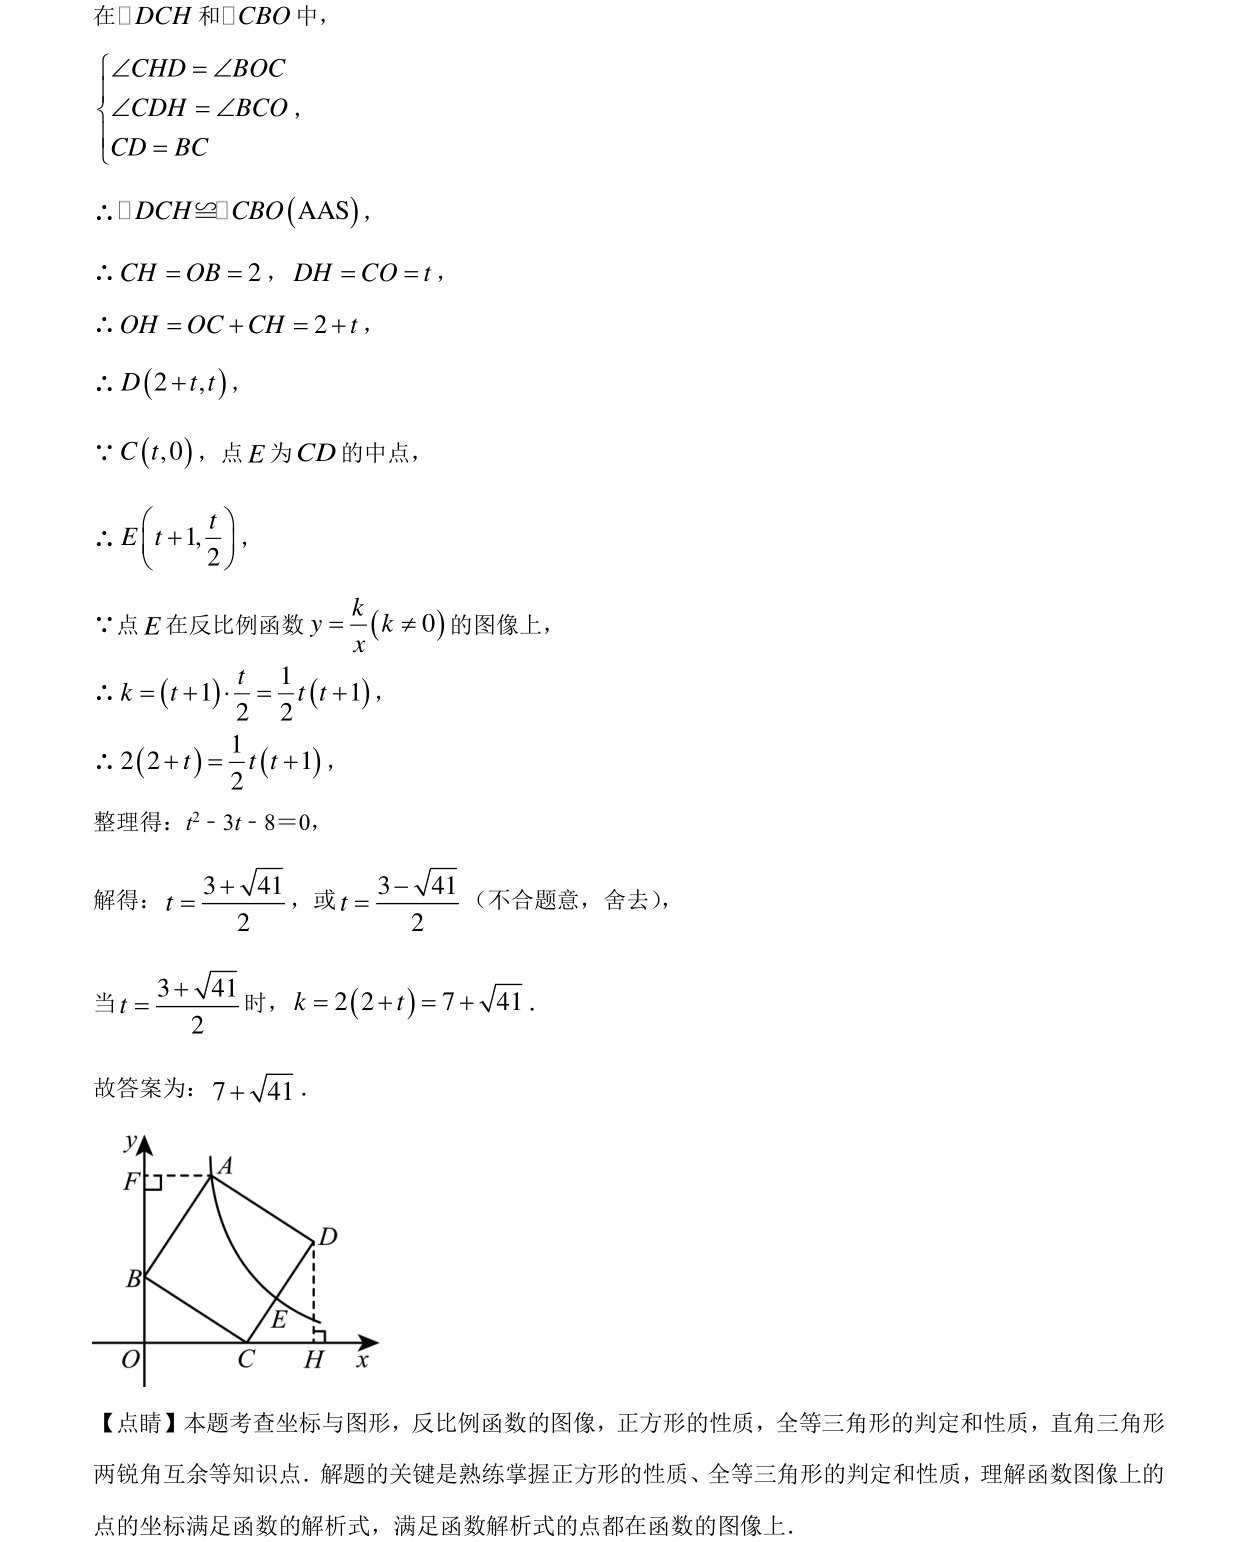 在□DCH和□CBO中，
{∠CHD=∠BOC
∠CDH=∠BCO，
CD=BC
∴□DCH≌□CBO(AAS)，
∴CH=OB=2，DH=CO=t，
∴OH=OC+CH=2+t，
∴D(2+t,t)，
∵C(t,0)，点E为CD的中点，
∴E(t+1,t/2)，
∵点E在反比例函数y=k/x(k≠0)的图像上，
∴k=(t+1)·t/2=1/2t(t+1)，
∴2(2+t)=1/2t(t+1)，
整理得：t²﹣3t﹣8＝0，
解得：t=(3+√41)/2，或t=(3−√41)/2（不合题意，舍去），
当t=(3+√41)/2时，k=2(2+t)=7+√41．
故答案为：7+√41．
y
A
F
D
B
E
O C H x
【点睛】本题考查坐标与图形，反比例函数的图像，正方形的性质，全等三角形的判定和性质，直角三角形
两锐角互余等知识点．解题的关键是熟练掌握正方形的性质、全等三角形的判定和性质，理解函数图像上的
点的坐标满足函数的解析式，满足函数解析式的点都在函数的图像上．